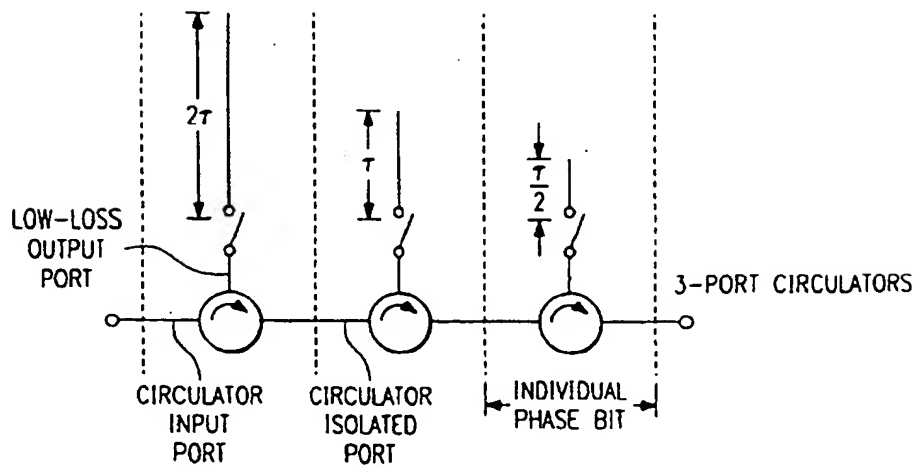 2τ
τ
τ
2
LOW-LOSS
OUTPUT
PORT
3-PORT CIRCULATORS
CIRCULATOR
INPUT
PORT
CIRCULATOR
ISOLATED
PORT
INDIVIDUAL
PHASE BIT